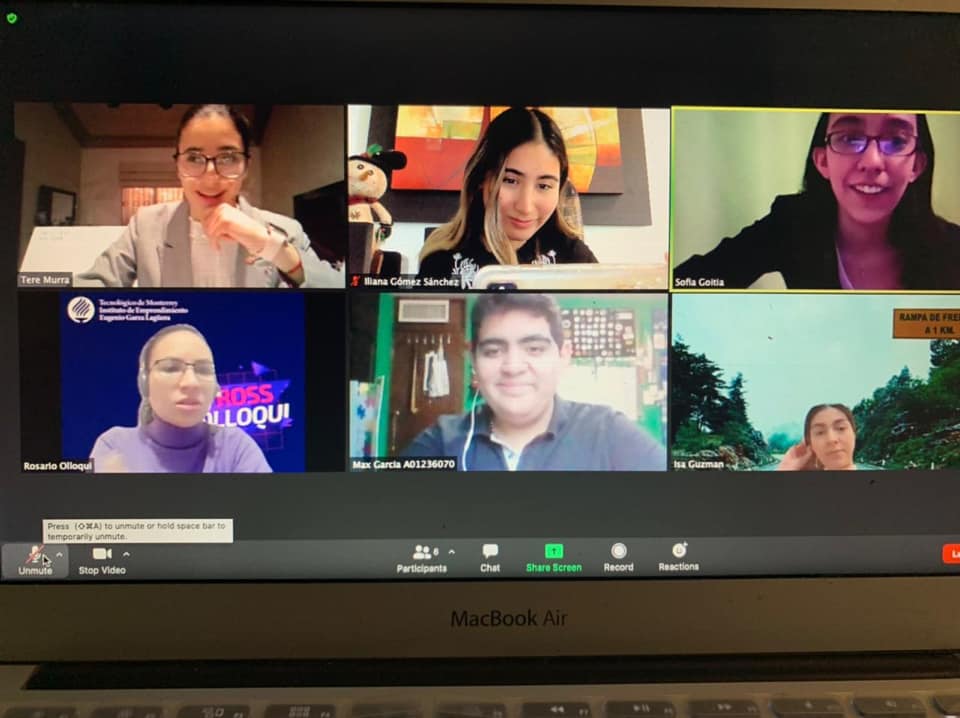 Tere Murra
Iliana Gómez Sánchez
Sofia Goitia
Tecnológico de Monterrey
Instituto de Emprendimiento
Eugenio Garza Lagüera
ROSS
OLLOQUI
Rosario Olloqui
Max Garcia A01236070
RAMPA DE FRE
A 1 KM.
Isa Guzman
Press (⇧⌘A) to unmute or hold space bar to
temporarily unmute.
Unmute
Stop Video
Participants
6
Chat
Share Screen
Record
Reactions
MacBook Air